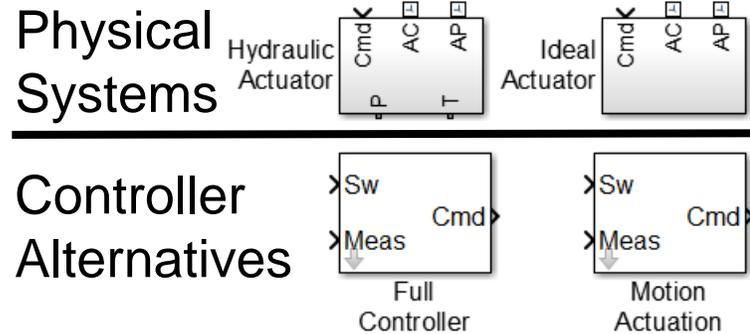 Physical
Systems
Hydraulic
Actuator
Cmd
AC
AP
P
T
Ideal
Actuator
Cmd
AC
AP
Controller
Alternatives
Sw
Meas
Cmd
Full
Controller
Sw
Meas
Cmd
Motion
Actuation